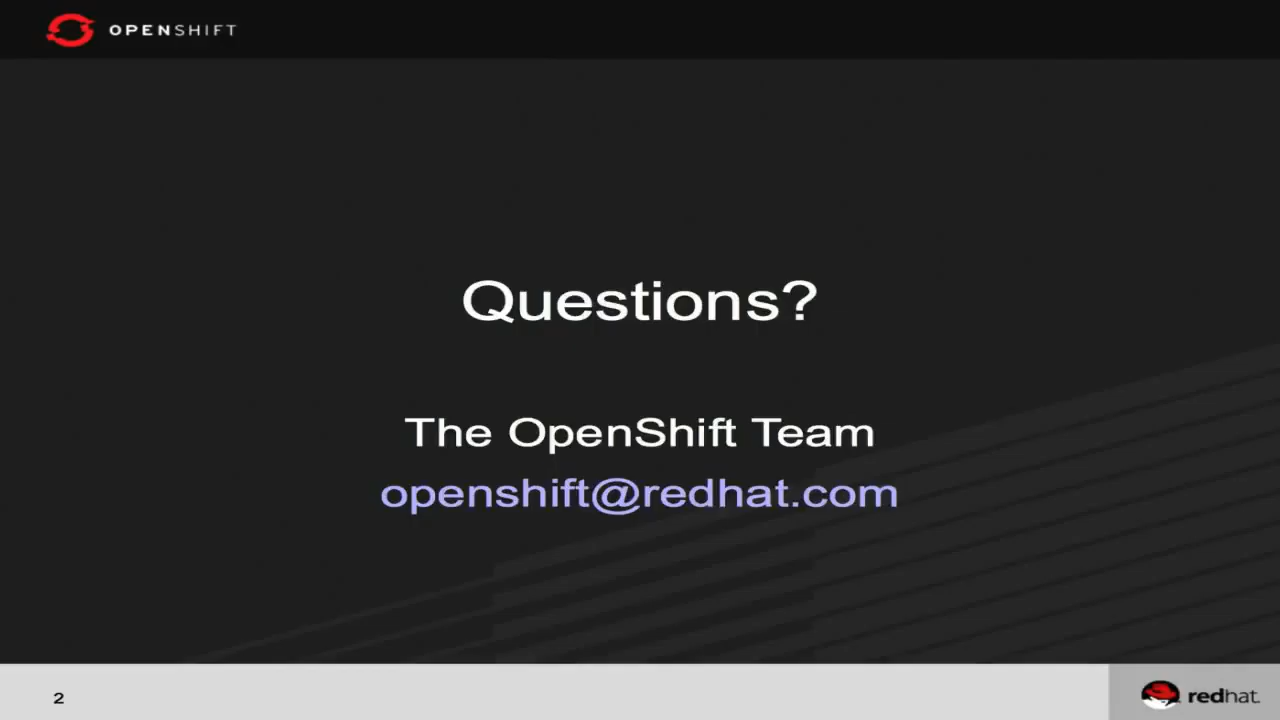 OPENSHIFT
Questions?
The OpenShift Team
openshift@redhat.com
2
redhat.